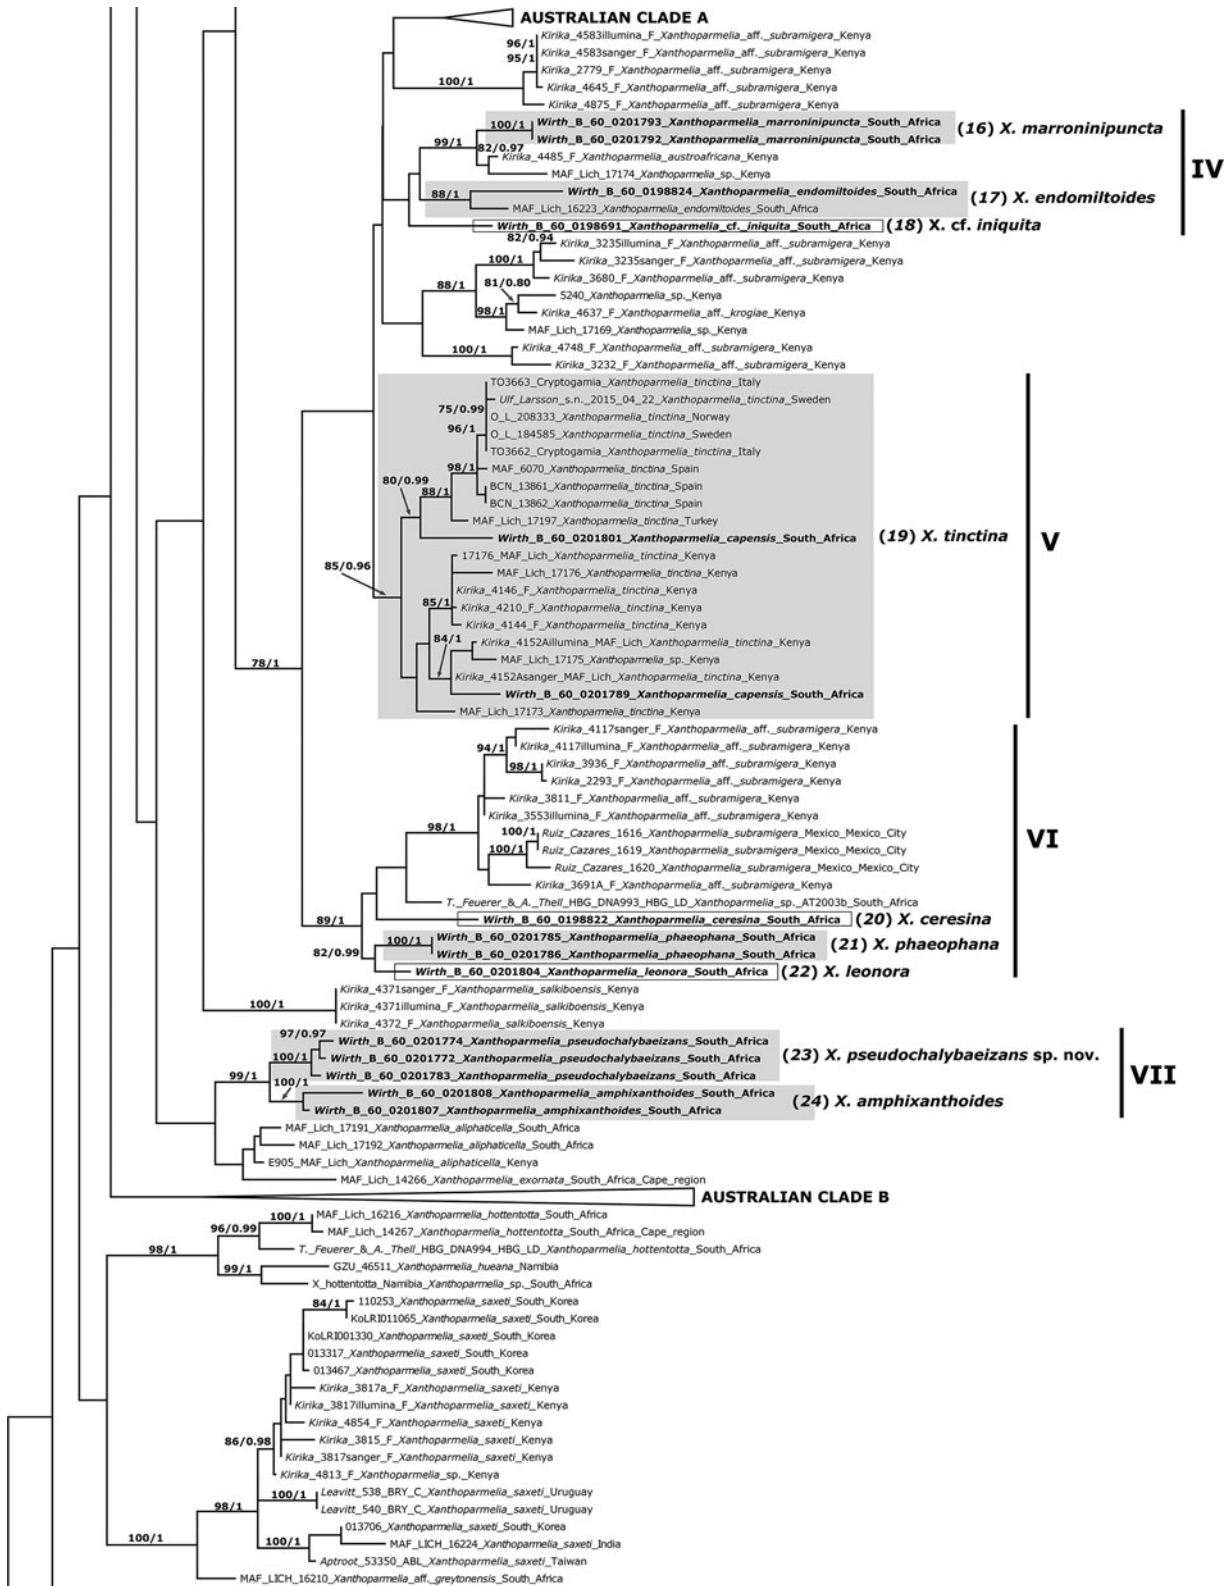 AUSTRALIAN CLADE A
Kirika_4583illumina_F_Xanthoparmelia_aff._subramigera_Kenya
96/1
Kirika_4583sanger_F_Xanthoparmelia_aff._subramigera_Kenya
95/1
Kirika_2779_F_Xanthoparmelia_aff._subramigera_Kenya
100/1
Kirika_4645_F_Xanthoparmelia_aff._subramigera_Kenya
Kirika_4875_F_Xanthoparmelia_aff._subramigera_Kenya
100/1
Wirth_B_60_0201793_Xanthoparmelia_marroninipuncta_South_Africa
(16) X. marroninipuncta
99/1
Wirth_B_60_0201792_Xanthoparmelia_marroninipuncta_South_Africa
82/0.97
Kirika_4485_F_Xanthoparmelia_austroafricana_Kenya
MAF_Lich_17174_Xanthoparmelia_sp._Kenya
IV
88/1
Wirth_B_60_0198824_Xanthoparmelia_endomiltoides_South_Africa
(17) X. endomiltoides
MAF_Lich_16223_Xanthoparmelia_endomiltoides_South_Africa
Wirth_B_60_0198691_Xanthoparmelia_cf._iniquita_South_Africa
(18) X. cf. iniquita
82/0.94
Kirika_3235illumina_F_Xanthoparmelia_aff._subramigera_Kenya
100/1
Kirika_3235sanger_F_Xanthoparmelia_aff._subramigera_Kenya
Kirika_3680_F_Xanthoparmelia_aff._subramigera_Kenya
88/1
81/0.80
5240_Xanthoparmelia_sp._Kenya
98/1
Kirika_4637_F_Xanthoparmelia_aff._krogiae_Kenya
MAF_Lich_17169_Xanthoparmelia_sp._Kenya
100/1
Kirika_4748_F_Xanthoparmelia_aff._subramigera_Kenya
Kirika_3232_F_Xanthoparmelia_aff._subramigera_Kenya
TO3663_Cryptogamia_Xanthoparmelia_tinctina_Italy
Ulf_Larsson_s.n._2015_04_22_Xanthoparmelia_tinctina_Sweden
75/0.99
O_L_208333_Xanthoparmelia_tinctina_Norway
96/1
O_L_184585_Xanthoparmelia_tinctina_Sweden
TO3662_Cryptogamia_Xanthoparmelia_tinctina_Italy
98/1
MAF_6070_Xanthoparmelia_tinctina_Spain
80/0.99
BCN_13861_Xanthoparmelia_tinctina_Spain
88/1
BCN_13862_Xanthoparmelia_tinctina_Spain
MAF_Lich_17197_Xanthoparmelia_tinctina_Turkey
Wirth_B_60_0201801_Xanthoparmelia_capensis_South_Africa
(19) X. tinctina
V
17176_MAF_Lich_Xanthoparmelia_tinctina_Kenya
85/0.96
MAF_Lich_17176_Xanthoparmelia_tinctina_Kenya
Kirika_4146_F_Xanthoparmelia_tinctina_Kenya
85/1
Kirika_4210_F_Xanthoparmelia_tinctina_Kenya
Kirika_4144_F_Xanthoparmelia_tinctina_Kenya
84/1
Kirika_4152Aillumina_MAF_Lich_Xanthoparmelia_tinctina_Kenya
MAF_Lich_17175_Xanthoparmelia_sp._Kenya
78/1
Kirika_4152Asanger_MAF_Lich_Xanthoparmelia_tinctina_Kenya
Wirth_B_60_0201789_Xanthoparmelia_capensis_South_Africa
MAF_Lich_17173_Xanthoparmelia_tinctina_Kenya
Kirika_4117sanger_F_Xanthoparmelia_aff._subramigera_Kenya
94/1
Kirika_4117illumina_F_Xanthoparmelia_aff._subramigera_Kenya
Kirika_3936_F_Xanthoparmelia_aff._subramigera_Kenya
98/1
Kirika_2293_F_Xanthoparmelia_aff._subramigera_Kenya
Kirika_3811_F_Xanthoparmelia_aff._subramigera_Kenya
Kirika_3553illumina_F_Xanthoparmelia_aff._subramigera_Kenya
98/1
100/1
Ruiz_Cazares_1616_Xanthoparmelia_subramigera_Mexico_Mexico_City
VI
100/1
Ruiz_Cazares_1619_Xanthoparmelia_subramigera_Mexico_Mexico_City
Ruiz_Cazares_1620_Xanthoparmelia_subramigera_Mexico_Mexico_City
Kirika_3691A_F_Xanthoparmelia_aff._subramigera_Kenya
T._Feuerer_&_A._Thell_HBG_DNA993_HBG_LD_Xanthoparmelia_sp._AT2003b_South_Africa
89/1
Wirth_B_60_0198822_Xanthoparmelia_ceresina_South_Africa
(20) X. ceresina
100/1
Wirth_B_60_0201785_Xanthoparmelia_phaeophana_South_Africa
(21) X. phaeophana
82/0.99
Wirth_B_60_0201786_Xanthoparmelia_phaeophana_South_Africa
Wirth_B_60_0201804_Xanthoparmelia_leonora_South_Africa
(22) X. leonora
Kirika_4371sanger_F_Xanthoparmelia_salkiboensis_Kenya
100/1
Kirika_4371illumina_F_Xanthoparmelia_salkiboensis_Kenya
Kirika_4372_F_Xanthoparmelia_salkiboensis_Kenya
97/0.97
Wirth_B_60_0201774_Xanthoparmelia_pseudochalybaeizans_South_Africa
100/1
Wirth_B_60_0201772_Xanthoparmelia_pseudochalybaeizans_South_Africa
(23) X. pseudochalybaeizans sp. nov.
99/1
Wirth_B_60_0201783_Xanthoparmelia_pseudochalybaeizans_South_Africa
VII
100/1
Wirth_B_60_0201808_Xanthoparmelia_amphixanthoides_South_Africa
(24) X. amphixanthoides
Wirth_B_60_0201807_Xanthoparmelia_amphixanthoides_South_Africa
MAF_Lich_17191_Xanthoparmelia_aliphaticella_South_Africa
MAF_Lich_17192_Xanthoparmelia_aliphaticella_South_Africa
E905_MAF_Lich_Xanthoparmelia_aliphaticella_Kenya
MAF_Lich_14266_Xanthoparmelia_exornata_South_Africa_Cape_region
AUSTRALIAN CLADE B
100/1
MAF_Lich_16216_Xanthoparmelia_hottentotta_South_Africa
96/0.99
MAF_Lich_14267_Xanthoparmelia_hottentotta_South_Africa_Cape_region
98/1
T._Feuerer_&_A._Thell_HBG_DNA994_HBG_LD_Xanthoparmelia_hottentotta_South_Africa
99/1
GZU_46511_Xanthoparmelia_hueana_Namibia
X_hottentotta_Namibia_Xanthoparmelia_sp._South_Africa
84/1
110253_Xanthoparmelia_saxeti_South_Korea
KoLRI011065_Xanthoparmelia_saxeti_South_Korea
KoLRI001330_Xanthoparmelia_saxeti_South_Korea
013317_Xanthoparmelia_saxeti_South_Korea
013467_Xanthoparmelia_saxeti_South_Korea
Kirika_3817a_F_Xanthoparmelia_saxeti_Kenya
Kirika_3817illumina_F_Xanthoparmelia_saxeti_Kenya
Kirika_4854_F_Xanthoparmelia_saxeti_Kenya
86/0.98
Kirika_3815_F_Xanthoparmelia_saxeti_Kenya
Kirika_3817sanger_F_Xanthoparmelia_saxeti_Kenya
Kirika_4813_F_Xanthoparmelia_sp._Kenya
100/1
Leavitt_538_BRY_C_Xanthoparmelia_saxeti_Uruguay
98/1
Leavitt_540_BRY_C_Xanthoparmelia_saxeti_Uruguay
013706_Xanthoparmelia_saxeti_South_Korea
100/1
100/1
MAF_LICH_16224_Xanthoparmelia_saxeti_India
Aptroot_53350_ABL_Xanthoparmelia_saxeti_Taiwan
MAF_LICH_16210_Xanthoparmelia_aff._greytonensis_South_Africa